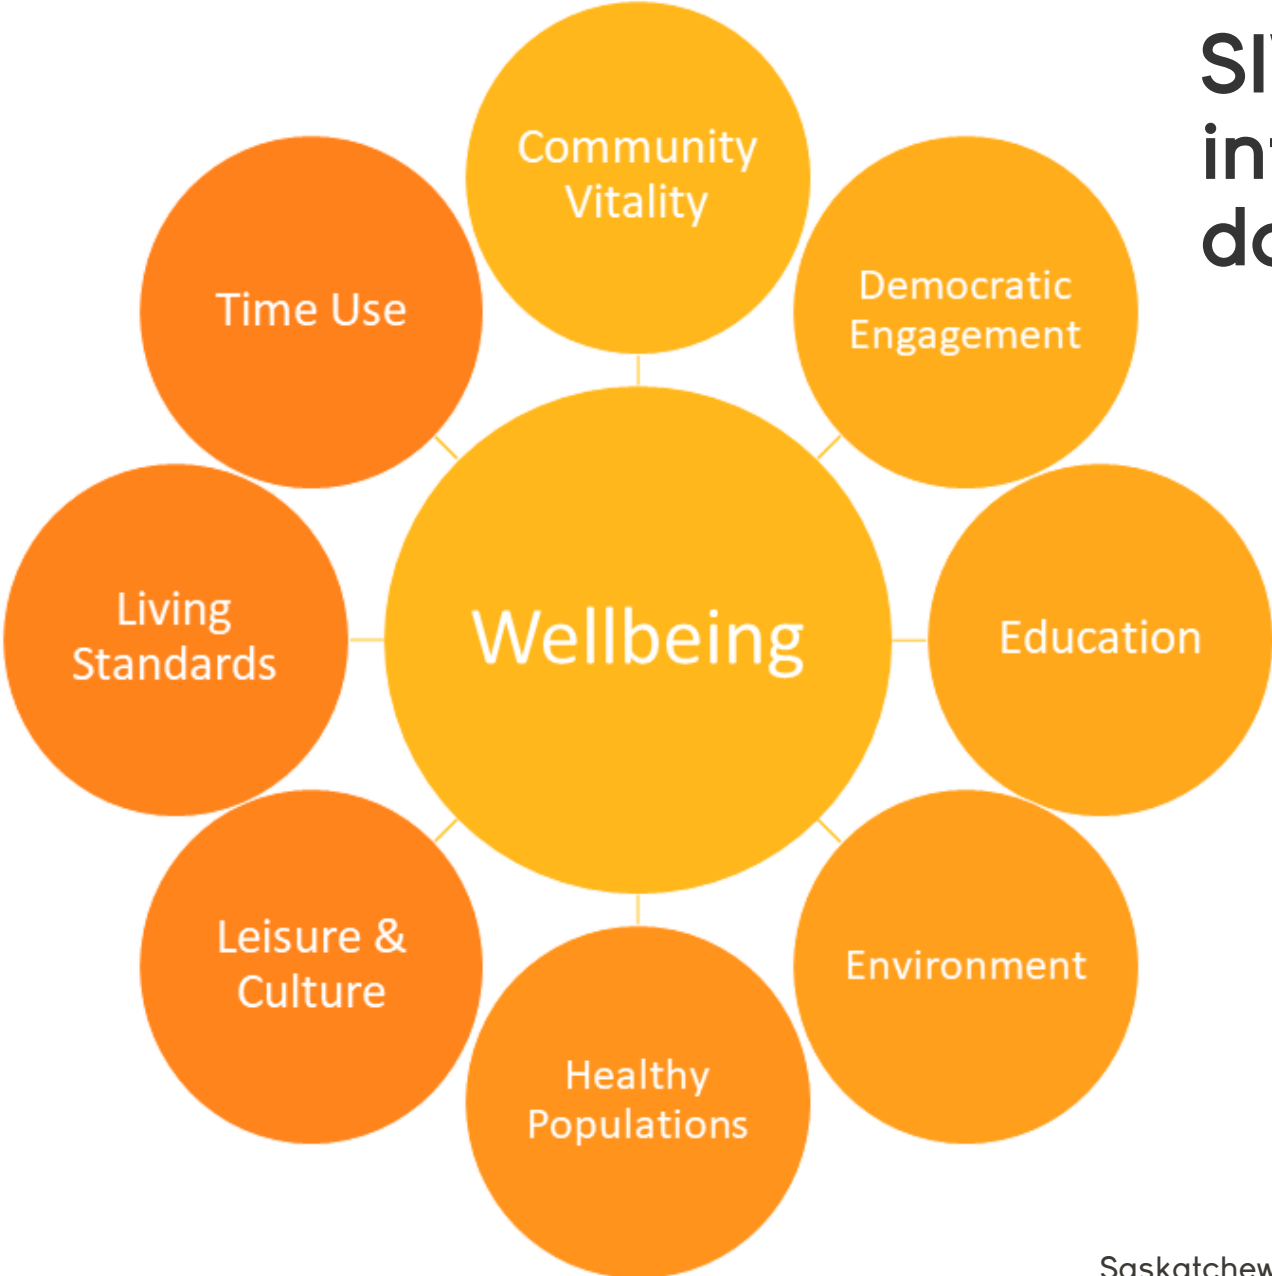 Community
Vitality
Democratic
Engagement
Education
Environment
Healthy
Populations
Leisure &
Culture
Living
Standards
Time Use
Wellbeing